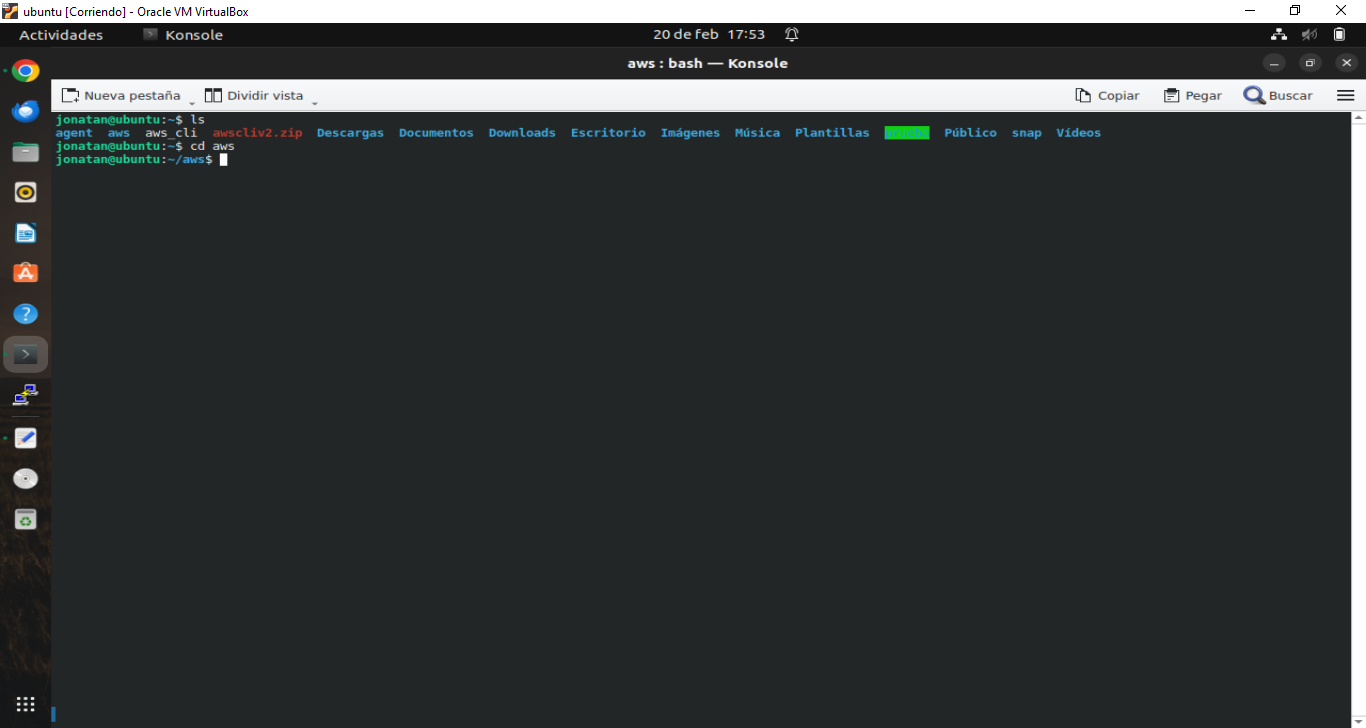 ubuntu [Corriendo] - Oracle VM VirtualBox
Actividades Konsole 20 de feb 17:53
aws : bash — Konsole
Nueva pestaña Dividir vista Copiar Pegar Buscar
jonatan@ubuntu:~$ ls
agent aws aws_cli awscliv2.zip Descargas Documentos Downloads Escritorio Imágenes Música Plantillas Público snap Vídeos
jonatan@ubuntu:~$ cd aws
jonatan@ubuntu:~/aws$